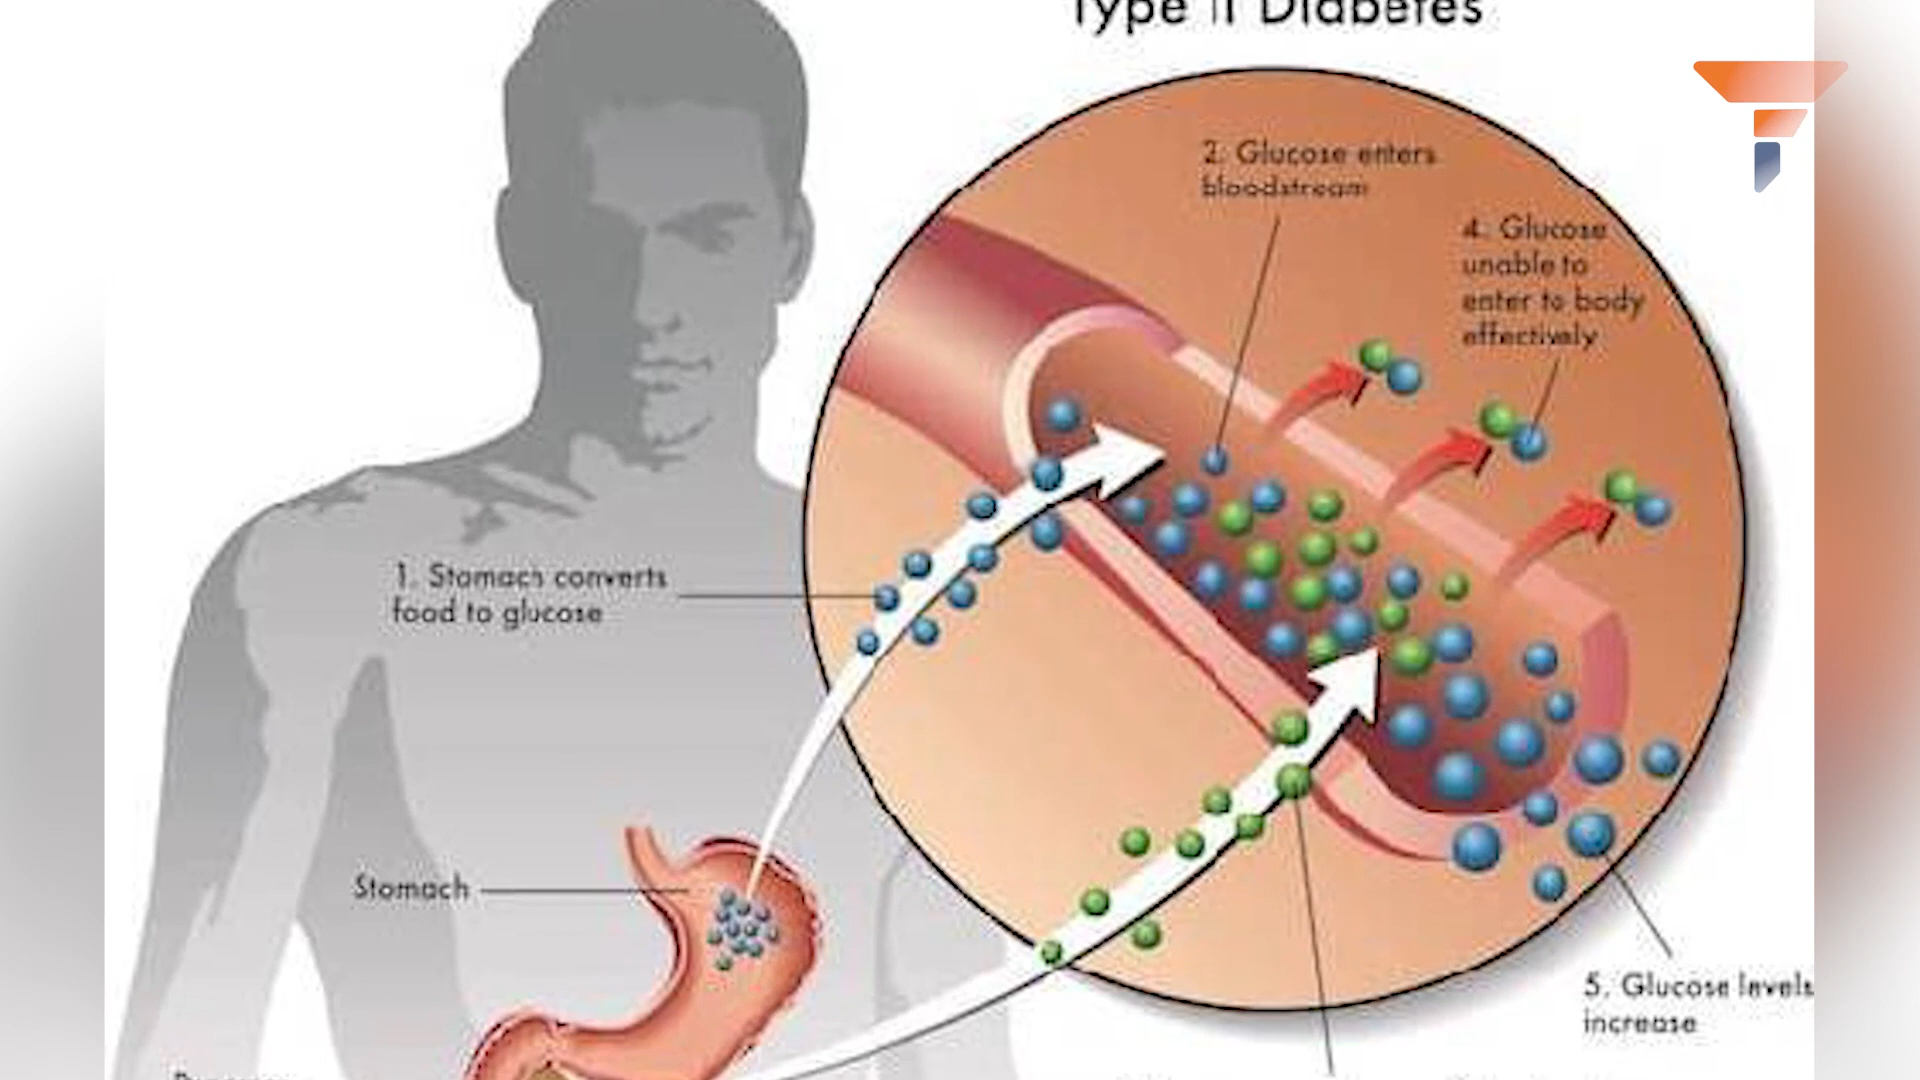 Type II Diabetes
2. Glucose enters
bloodstream
4. Glucose
unable to
enter to body
effectively
1. Stomach converts
food to glucose
Stomach
5. Glucose levels
increase